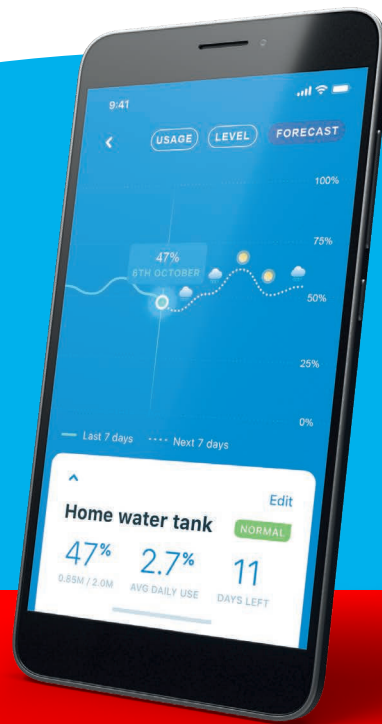 9:41
USAGE LEVEL FORECAST
100%
75%
47%
6TH OCTOBER
50%
25%
0%
Last 7 days Next 7 days
Edit
Home water tank NORMAL
47% 2.7% 11
0.85M / 2.0M AVG DAILY USE DAYS LEFT